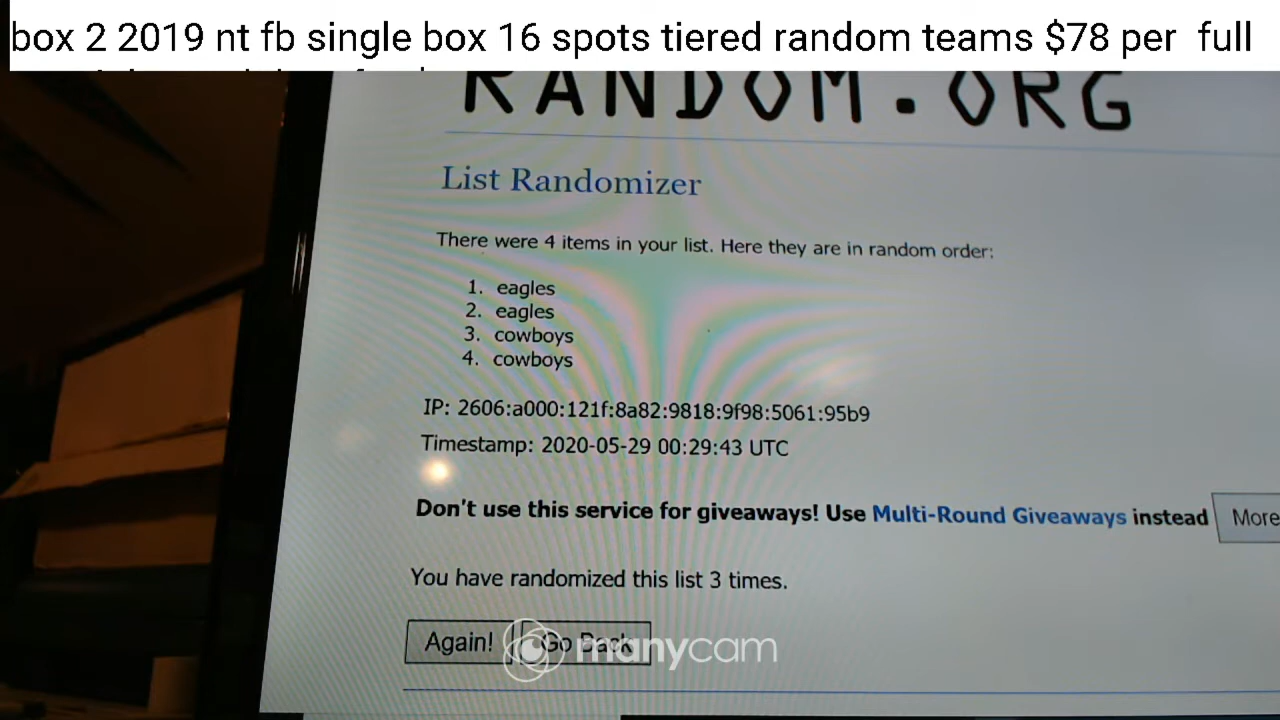 box 2 2019 nt fb single box 16 spots tiered random teams $78 per full
RANDOM.ORG
List Randomizer
There were 4 items in your list. Here they are in random order:
1. eagles
2. eagles
3. cowboys
4. cowboys
IP: 2606:a000:121f:8a82:9818:9f98:5061:95b9
Timestamp: 2020-05-29 00:29:43 UTC
Don't use this service for giveaways! Use Multi-Round Giveaways instead More
You have randomized this list 3 times.
Again! Go Back
manycam